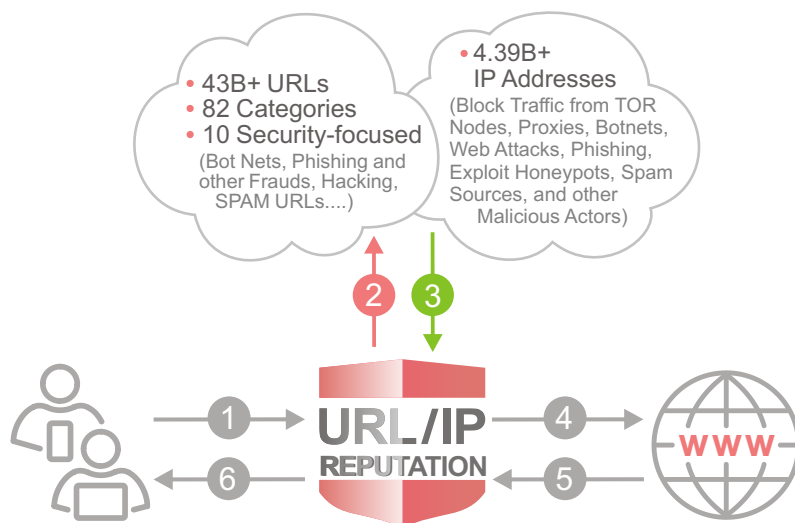 • 43B+ URLs
• 82 Categories
• 10 Security-focused
(Bot Nets, Phishing and
other Frauds, Hacking,
SPAM URLs....)
• 4.39B+
IP Addresses
(Block Traffic from TOR
Nodes, Proxies, Botnets,
Web Attacks, Phishing,
Exploit Honeypots, Spam
Sources, and other
Malicious Actors)
2
3
1
URL/IP
REPUTATION
4
WWW
6
5